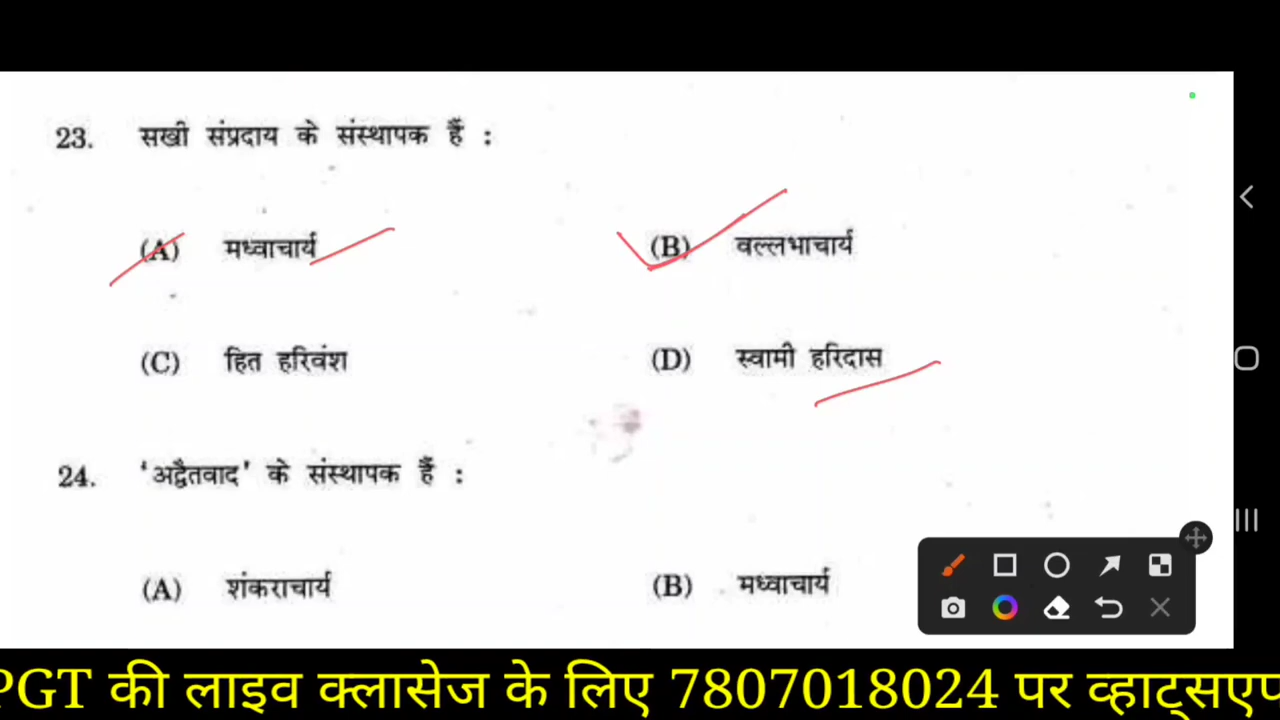 23. सखी संप्रदाय के संस्थापक हैं :
(A) मध्वाचार्य (B) वल्लभाचार्य
(C) हित हरिवंश (D) स्वामी हरिदास
24. 'अद्वैतवाद' के संस्थापक हैं :
(A) शंकराचार्य (B) मध्वाचार्य
PGT की लाइव क्लासेज के लिए 7807018024 पर व्हाट्सएप